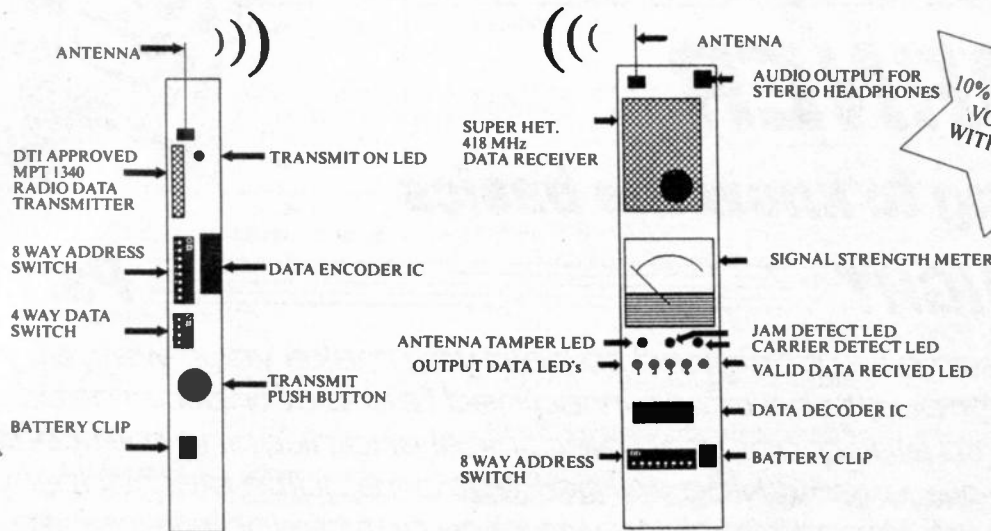 ANTENNA
DTI APPROVED
MPT 1340
RADIO DATA
TRANSMITTER
TRANSMIT ON LED
8 WAY ADDRESS
SWITCH
DATA ENCODER IC
4 WAY DATA
SWITCH
TRANSMIT
PUSH BUTTON
BATTERY CLIP
ANTENNA
AUDIO OUTPUT FOR
STEREO HEADPHONES
SUPER HET.
418 MHz
DATA RECEIVER
SIGNAL STRENGTH METER
ANTENNA TAMPER LED
JAM DETECT LED
CARRIER DETECT LED
OUTPUT DATA LED's
VALID DATA RECIVED LED
DATA DECODER IC
8 WAY ADDRESS
SWITCH
BATTERY CLIP
10%
VO
WITH